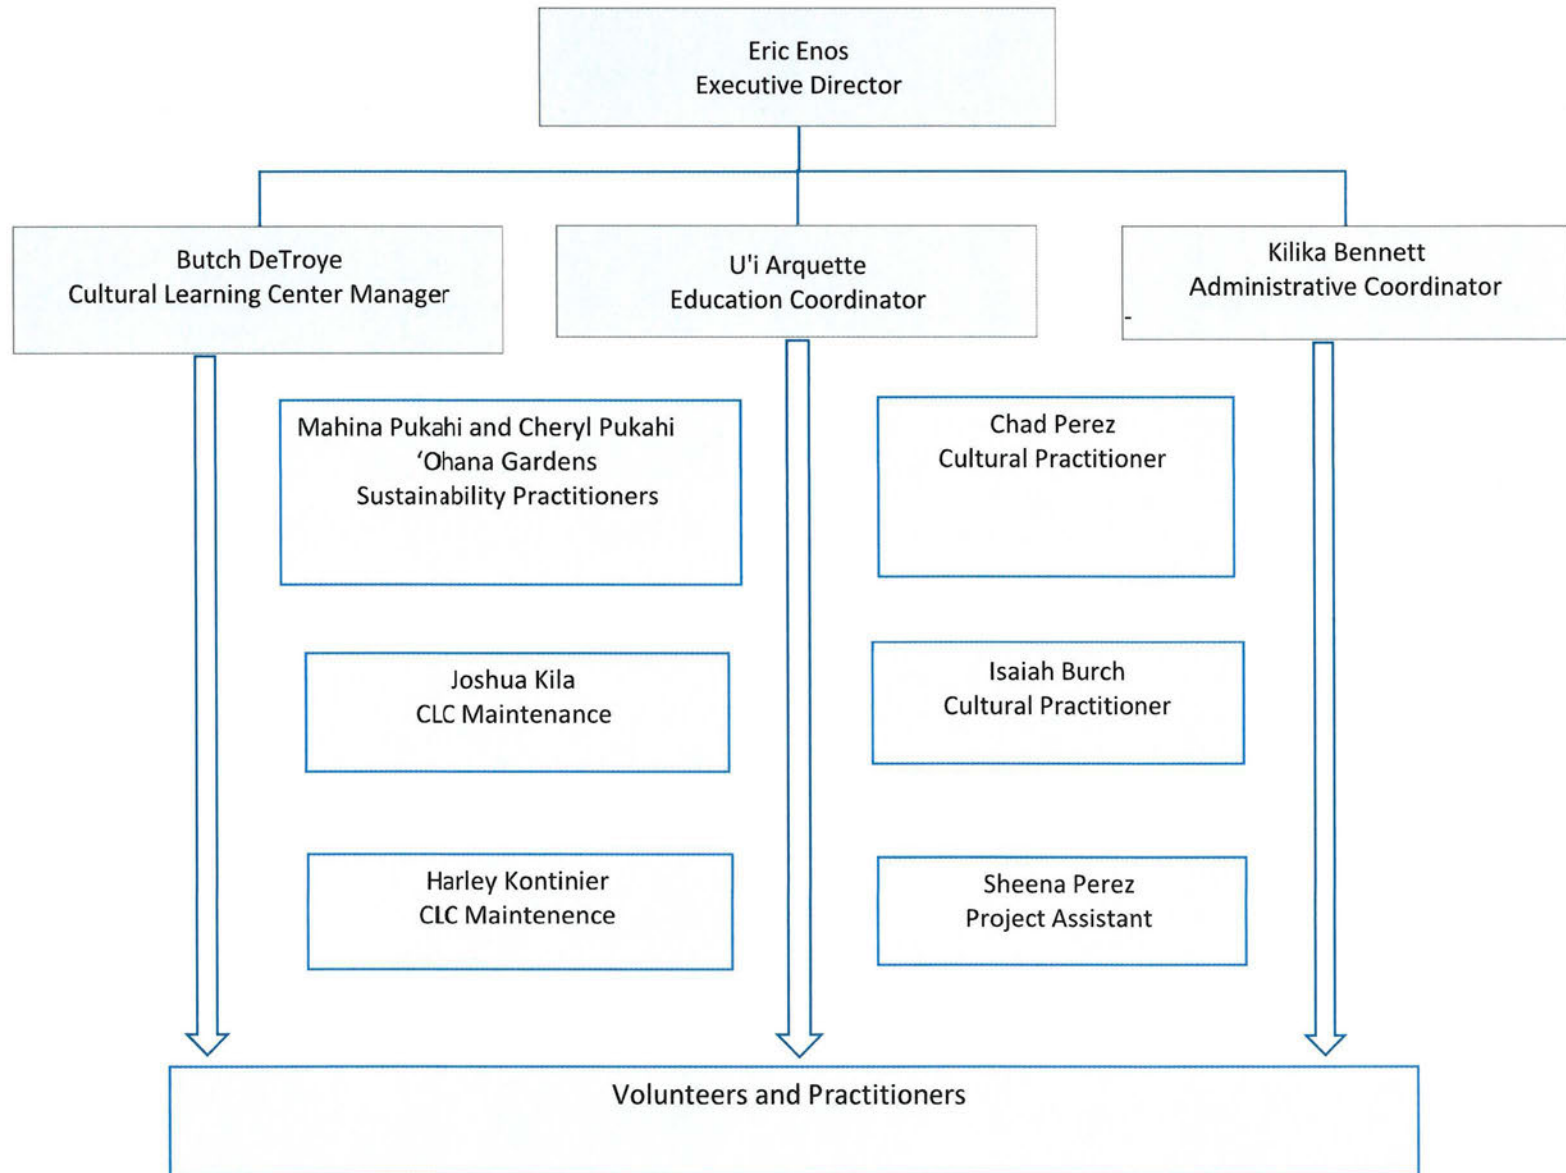 Eric Enos
Executive Director
Butch DeTroye
Cultural Learning Center Manager
U'i Arquette
Education Coordinator
Kilika Bennett
Administrative Coordinator
-
Mahina Pukahi and Cheryl Pukahi
‘Ohana Gardens
Sustainability Practitioners
Chad Perez
Cultural Practitioner
Joshua Kila
CLC Maintenance
Isaiah Burch
Cultural Practitioner
Harley Kontinier
CLC Maintenence
Sheena Perez
Project Assistant
Volunteers and Practitioners